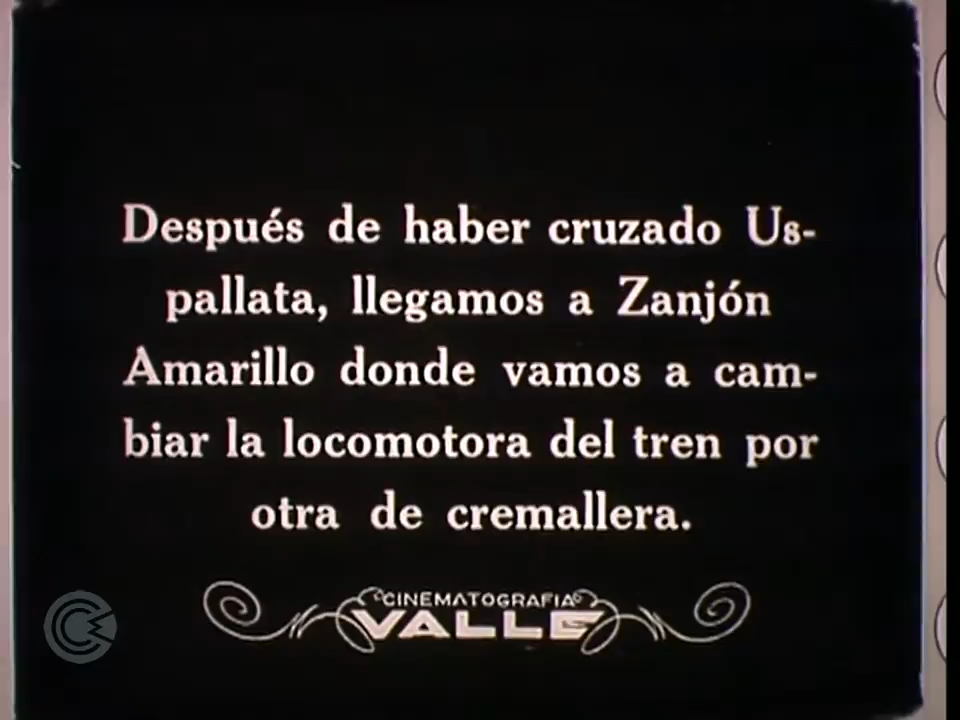 Después de haber cruzado Us-
pallata, llegamos a Zanjón
Amarillo donde vamos a cam-
biar la locomotora del tren por
otra de cremallera.
CINEMATOGRAFIA
VALLE